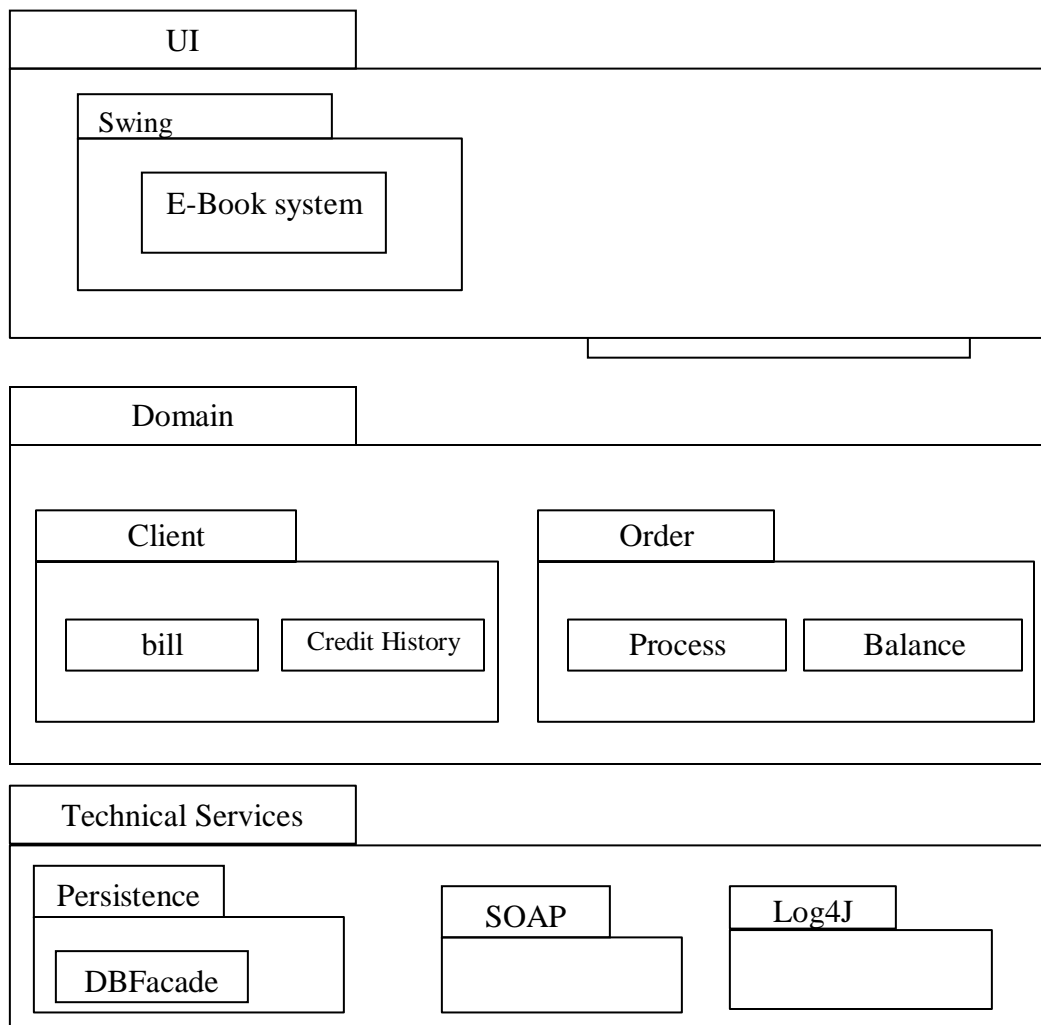 UI
Swing
E-Book system
Domain
Client
Order
bill
Credit History
Process
Balance
Technical Services
Persistence
SOAP
Log4J
DBFacade